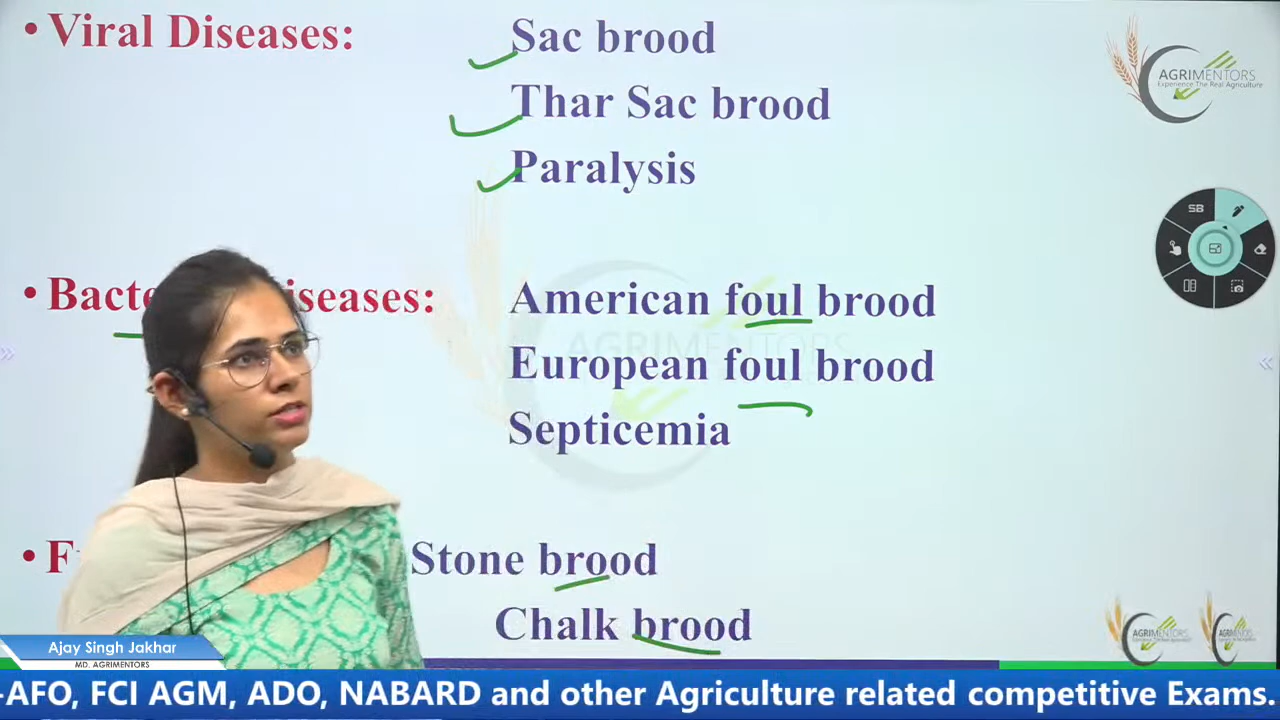 • Viral Diseases: Sac brood
Thar Sac brood
Paralysis
AGRIMENTORS
Experience The Real Agriculture
SB
• Bacte iseases: American foul brood
European foul brood
Septicemia
AGRIMENTORS
• F Stone brood
Chalk brood
AGRIMENTORS
Ajay Singh Jakhar
MD. AGRIMENTORS
-AFO, FCI AGM, ADO, NABARD and other Agriculture related competitive Exams.